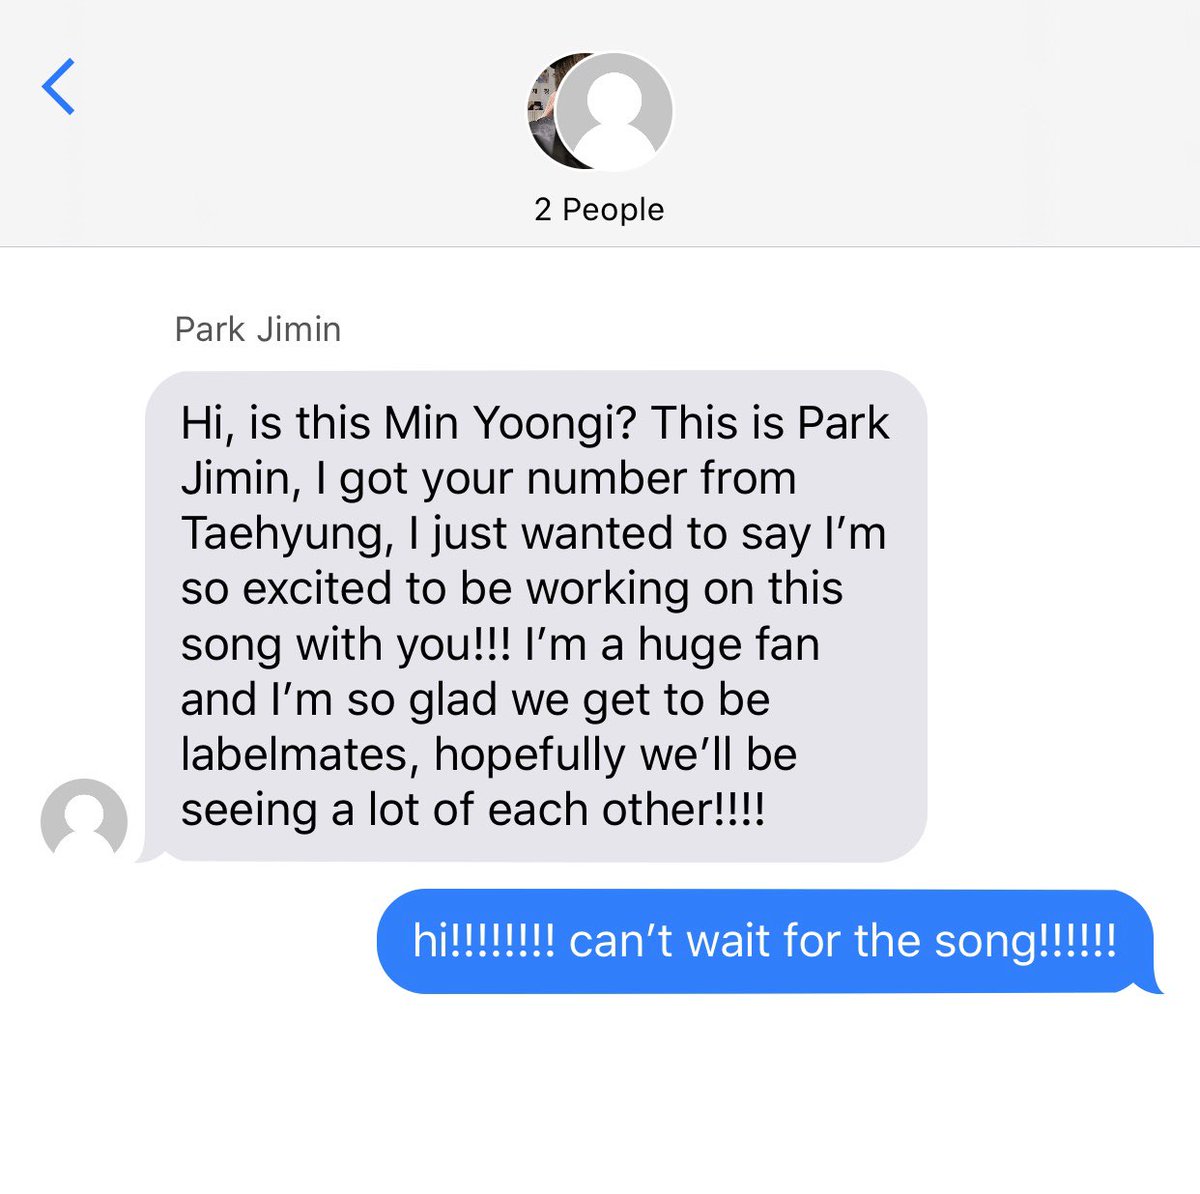 2 People
Park Jimin
Hi, is this Min Yoongi? This is Park
Jimin, I got your number from
Taehyung, I just wanted to say I’m
so excited to be working on this
song with you!!! I’m a huge fan
and I’m so glad we get to be
labelmates, hopefully we’ll be
seeing a lot of each other!!!!
hi!!!!!!!! can’t wait for the song!!!!!!